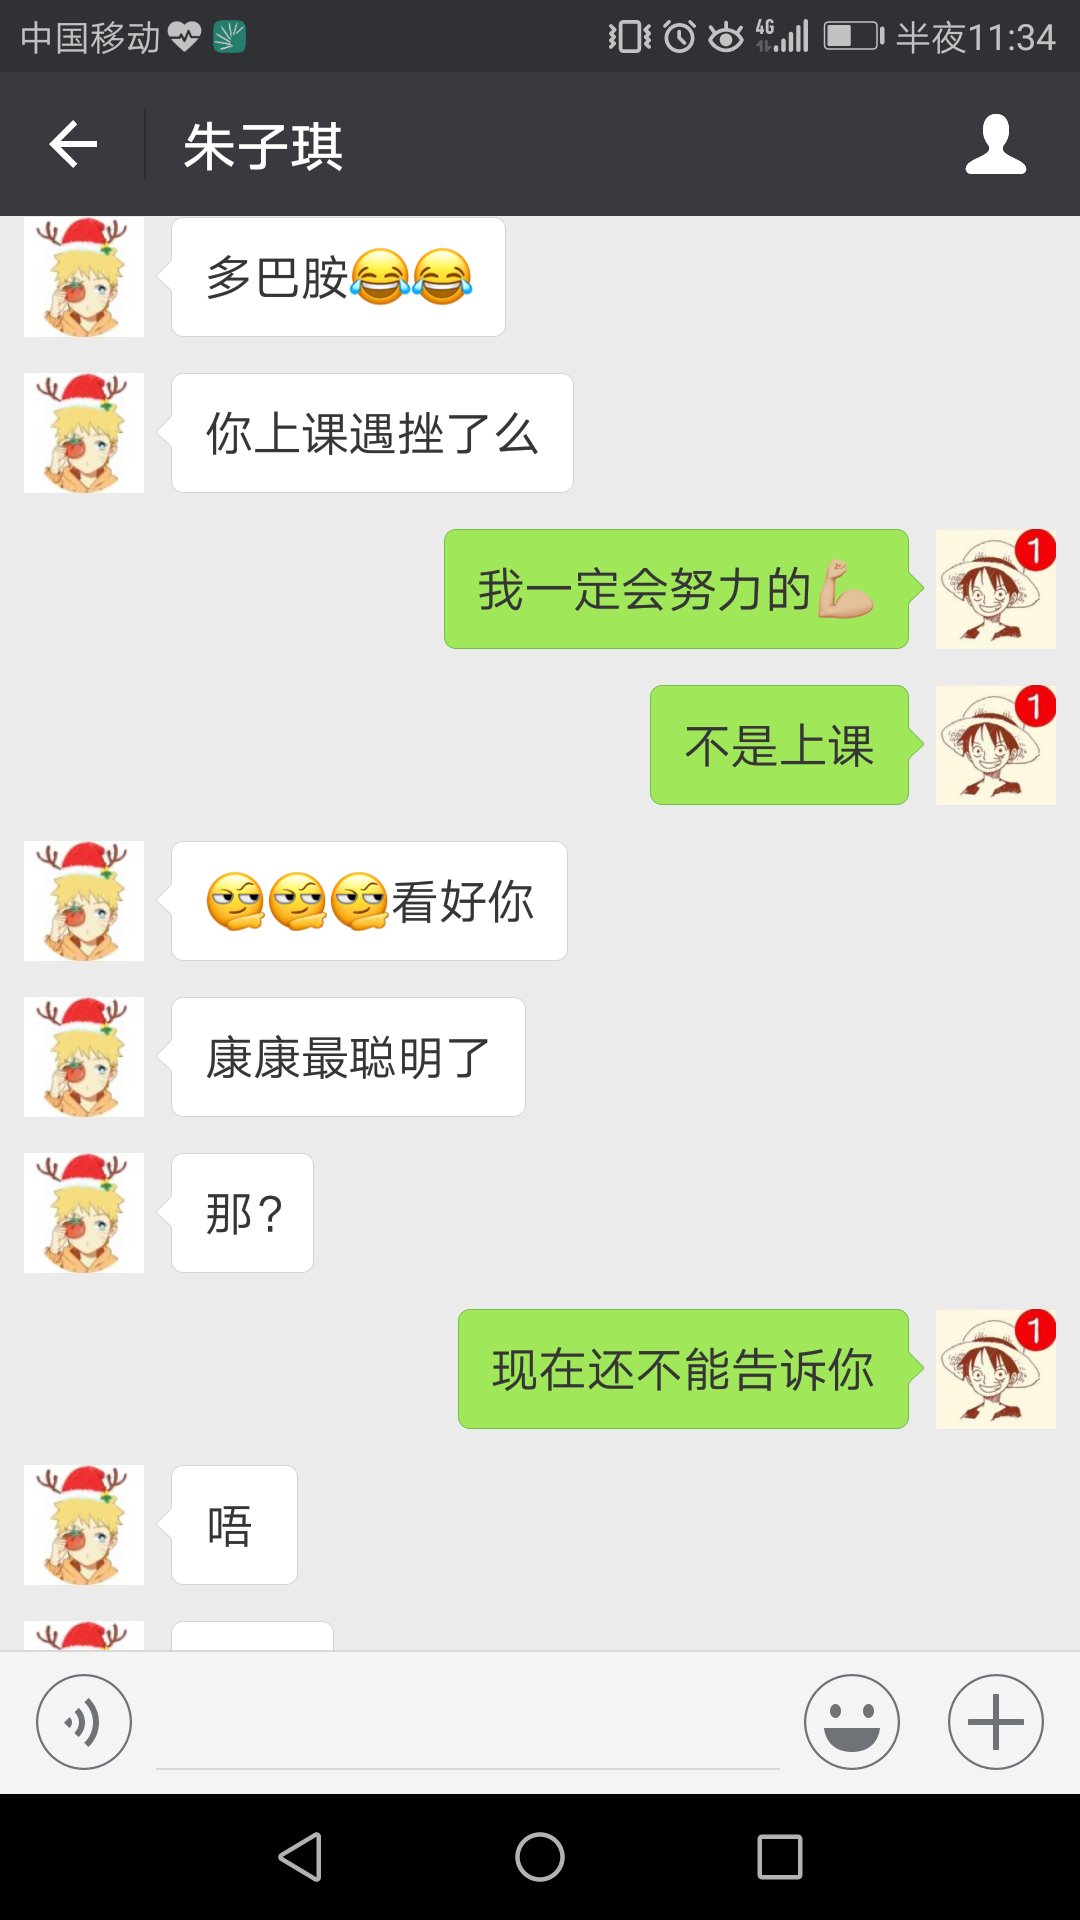 中国移动 4G 半夜11:34
朱子琪
多巴胺😂😂
你上课遇挫了么
我一定会努力的💪🏼
1
不是上课
1
🤔🤔🤔看好你
康康最聪明了
那？
现在还不能告诉你
1
唔